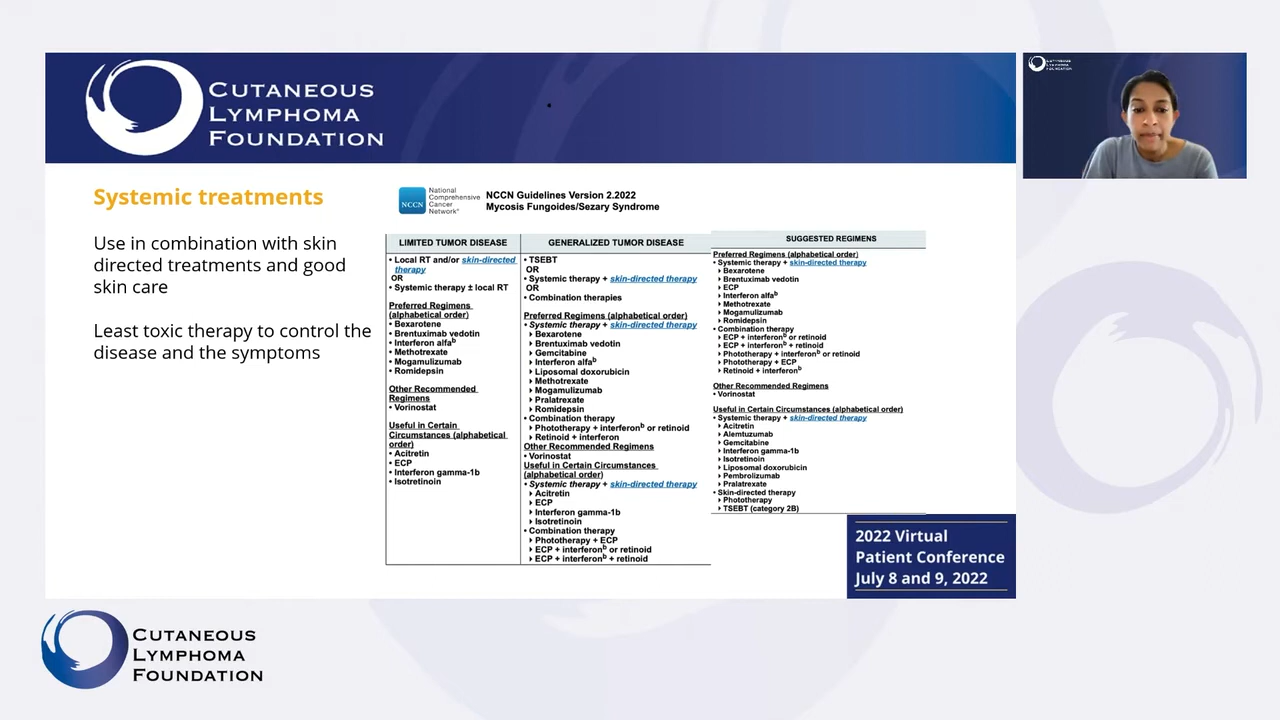 CUTANEOUS
LYMPHOMA
FOUNDATION
Systemic treatments
Use in combination with skin
directed treatments and good
skin care
Least toxic therapy to control the
disease and the symptoms
NCCN
National
Comprehensive
Cancer
Network®
NCCN Guidelines Version 2.2022
Mycosis Fungoides/Sezary Syndrome
LIMITED TUMOR DISEASE
• Local RT and/or skin-directed
therapy
OR
• Systemic therapy ± local RT
Preferred Regimens
(alphabetical order)
• Bexarotene
• Brentuximab vedotin
• Interferon alfab
• Methotrexate
• Mogamulizumab
• Romidepsin
Other Recommended
Regimens
• Vorinostat
Useful in Certain
Circumstances (alphabetical
order)
• Acitretin
• ECP
• Interferon gamma-1b
• Isotretinoin
GENERALIZED TUMOR DISEASE
• TSEBT
OR
• Systemic therapy + skin-directed therapy
OR
• Combination therapies
Preferred Regimens (alphabetical order)
• Systemic therapy + skin-directed therapy
Bexarotene
Brentuximab vedotin
Gemcitabine
Interferon alfab
Liposomal doxorubicin
Methotrexate
Mogamulizumab
Pralatrexate
Romidepsin
• Combination therapy
Phototherapy + interferonb or retinoid
Retinoid + interferon
Other Recommended Regimens
• Vorinostat
Useful in Certain Circumstances
(alphabetical order)
• Systemic therapy + skin-directed therapy
Acitretin
ECP
Interferon gamma-1b
Isotretinoin
• Combination therapy
Phototherapy + ECP
ECP + interferonb or retinoid
ECP + interferonb + retinoid
SUGGESTED REGIMENS
Preferred Regimens (alphabetical order)
• Systemic therapy + skin-directed therapy
Bexarotene
Brentuximab vedotin
ECP
Interferon alfab
Methotrexate
Mogamulizumab
Romidepsin
• Combination therapy
ECP + interferonb or retinoid
ECP + interferonb + retinoid
Phototherapy + interferonb or retinoid
Phototherapy + ECP
Retinoid + interferonb
Other Recommended Regimens
• Vorinostat
Useful in Certain Circumstances (alphabetical order)
• Systemic therapy + skin-directed therapy
Acitretin
Alemtuzumab
Gemcitabine
Interferon gamma-1b
Isotretinoin
Liposomal doxorubicin
Pembrolizumab
Pralatrexate
• Skin-directed therapy
Phototherapy
TSEBT (category 2B)
2022 Virtual
Patient Conference
July 8 and 9, 2022
CUTANEOUS
LYMPHOMA
FOUNDATION